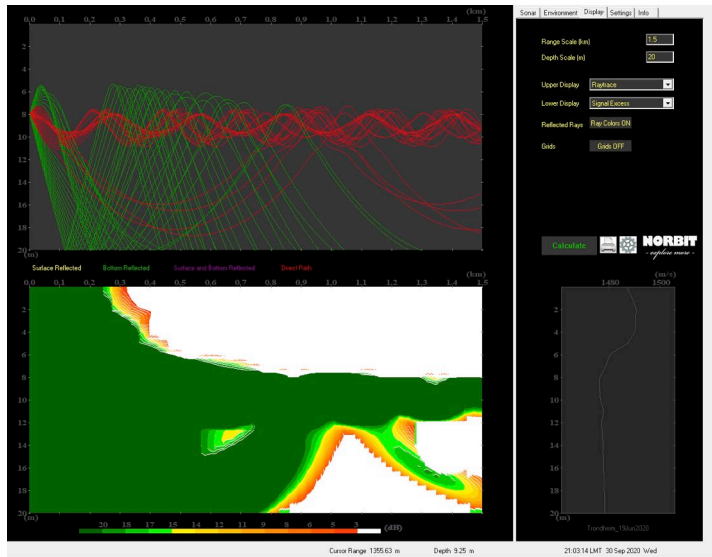 (km)
0,0 0,1 0,2 0,3 0,4 0,5 0,6 0,7 0,8 0,9 1,0 1,1 1,2 1,3 1,4 1,5
2
4
6
8
10
12
14
16
18
20
(m)
Surface Reflected Bottom Reflected Surface and Bottom Reflected Direct Path
(km)
0,0 0,1 0,2 0,3 0,4 0,5 0,6 0,7 0,8 0,9 1,0 1,1 1,2 1,3 1,4 1,5
2
4
6
8
10
12
14
16
18
20
(m)
20 18 17 15 14 12 11 9 8 6 5 3 (dB)
Sonar Environment Display Settings Info
Range Scale (km) 1.5
Depth Scale (m) 20
Upper Display Raytrace
Lower Display Signal Excess
Reflected Rays Ray Colors ON
Grids Grids OFF
Calculate
NORBIT
- explore more -
(m/s)
1480 1500
2
4
6
8
10
12
14
16
18
20
(m)
Trondheim_19Jun2020
Cursor Range 1355.63 m Depth 9.25 m 21:03:14 LMT 30 Sep 2020 Wed